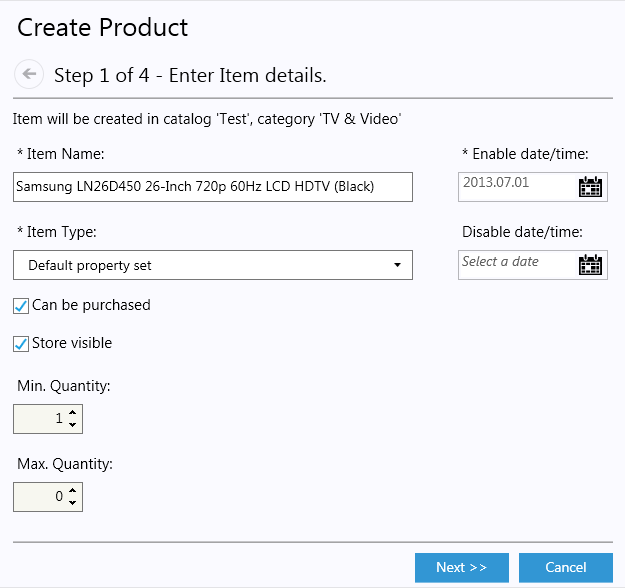 Create Product
Step 1 of 4 - Enter Item details.
Item will be created in catalog 'Test', category 'TV & Video'
* Item Name:
* Enable date/time:
Samsung LN26D450 26-Inch 720p 60Hz LCD HDTV (Black)
2013.07.01
* Item Type:
Disable date/time:
Default property set
Select a date
Can be purchased
Store visible
Min. Quantity:
1
Max. Quantity:
0
Next >>
Cancel